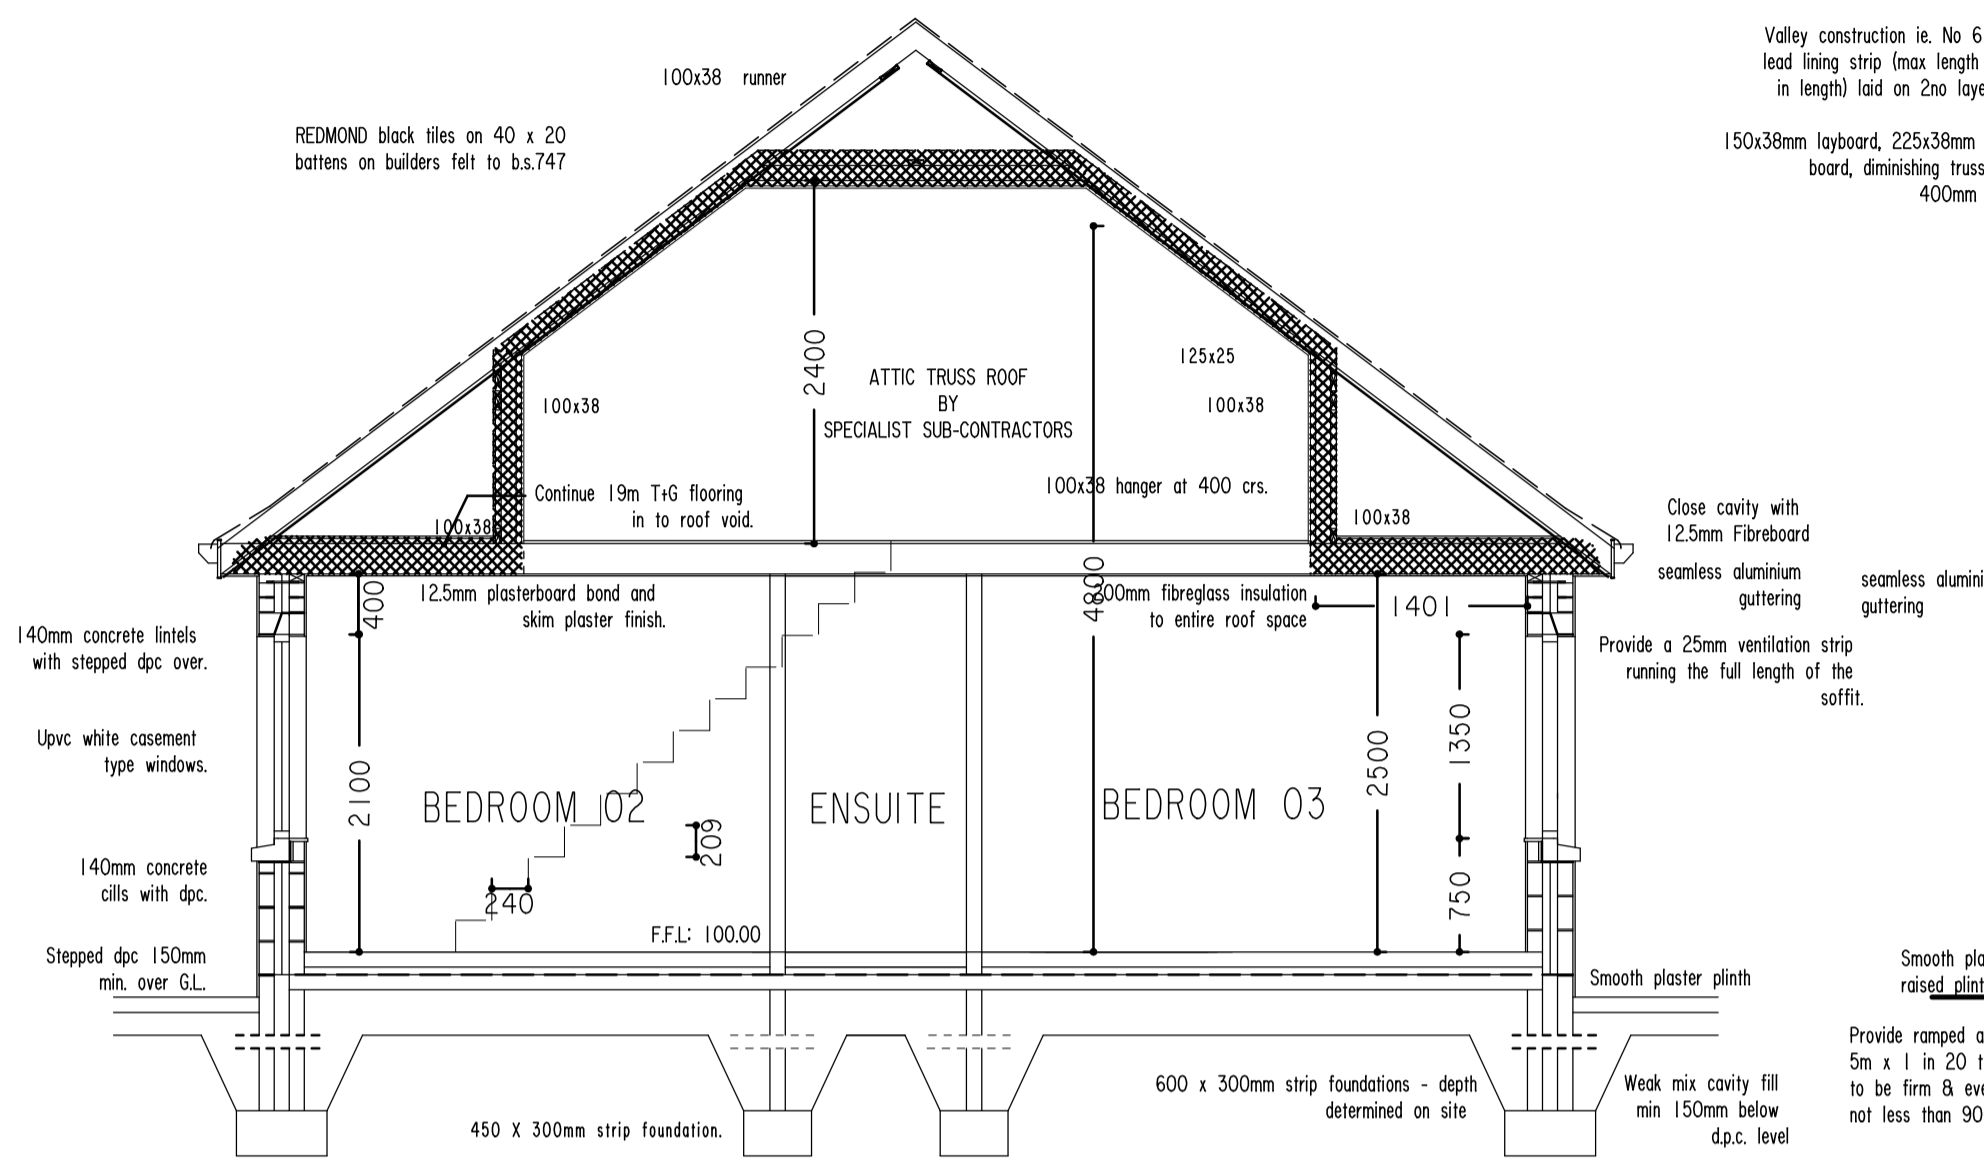 100x38 runner
REDMOND black tiles on 40 x 20
battens on builders felt to b.s.747
Valley construction ie. No 6
lead lining strip (max length
in length) laid on 2no laye
150x38mm layboard, 225x38mm
board, diminishing truss
400mm
2400
ATTIC TRUSS ROOF
BY
SPECIALIST SUB-CONTRACTORS
125x25
100x38
100x38
100x38 hanger at 400 crs.
Continue 19m T+G flooring
in to roof void.
100x38
100x38
Close cavity with
12.5mm Fibreboard
seamless aluminium
guttering
seamless alumini
guttering
400
12.5mm plasterboard bond and
skim plaster finish.
4800
00mm fibreglass insulation
to entire roof space
1401
140mm concrete lintels
with stepped dpc over.
Provide a 25mm ventilation strip
running the full length of the
soffit.
Upvc white casement
type windows.
2100
BEDROOM 02
ENSUITE
BEDROOM 03
2500
1350
209
240
750
140mm concrete
cills with dpc.
F.F.L: 100.00
Stepped dpc 150mm
min. over G.L.
Smooth plaster plinth
Smooth pla
raised plint
Provide ramped a
5m x 1 in 20 t
to be firm & eve
not less than 90
600 x 300mm strip foundations - depth
determined on site
Weak mix cavity fill
min 150mm below
d.p.c. level
450 X 300mm strip foundation.